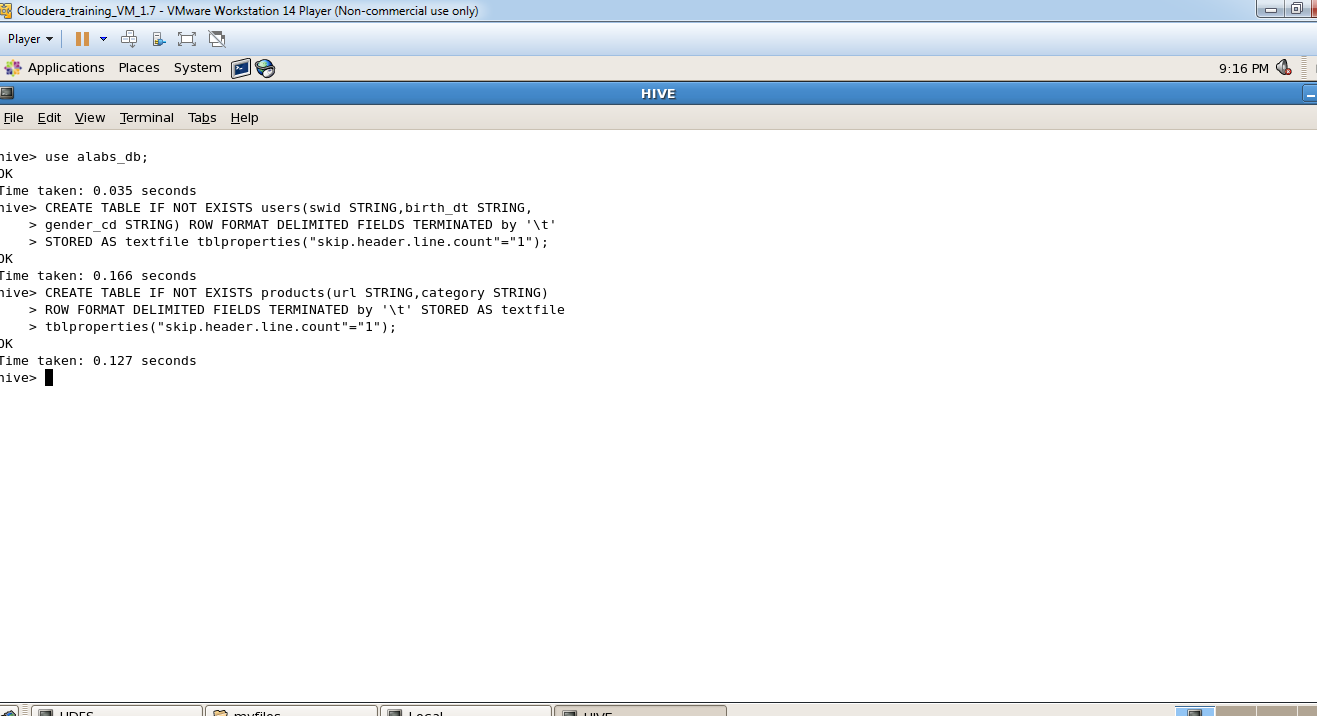 Cloudera_training_VM_1.7 - VMware Workstation 14 Player (Non-commercial use only)
Player
Applications Places System 9:16 PM
HIVE
File Edit View Terminal Tabs Help
hive> use alabs_db;
OK
Time taken: 0.035 seconds
hive> CREATE TABLE IF NOT EXISTS users(swid STRING,birth_dt STRING,
> gender_cd STRING) ROW FORMAT DELIMITED FIELDS TERMINATED by '\t'
> STORED AS textfile tblproperties("skip.header.line.count"="1");
OK
Time taken: 0.166 seconds
hive> CREATE TABLE IF NOT EXISTS products(url STRING,category STRING)
> ROW FORMAT DELIMITED FIELDS TERMINATED by '\t' STORED AS textfile
> tblproperties("skip.header.line.count"="1");
OK
Time taken: 0.127 seconds
hive>
HDFS myfiles Local HIVE